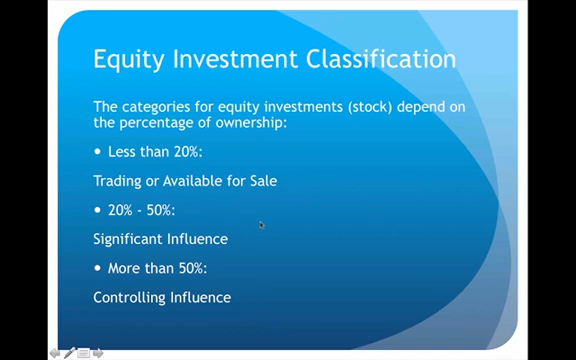 Equity Investment Classification
The categories for equity investments (stock) depend on
the percentage of ownership:
• Less than 20%:
Trading or Available for Sale
• 20% - 50%:
Significant Influence
• More than 50%:
Controlling Influence